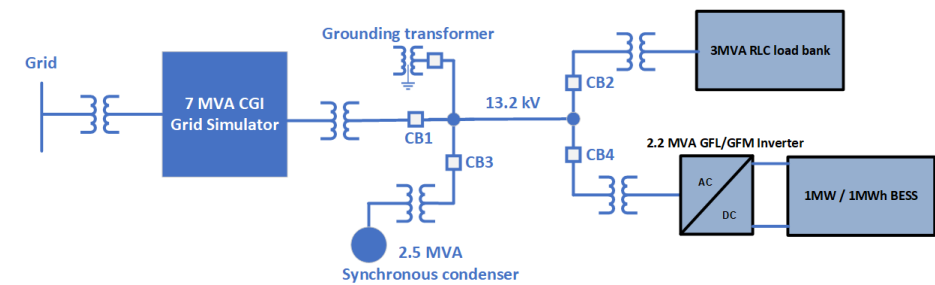 Grounding transformer
3MVA RLC load bank
Grid
7 MVA CGI
Grid Simulator
13.2 kV
CB2
CB1
2.2 MVA GFL/GFM Inverter
CB3
CB4
AC
DC
1MW / 1MWh BESS
2.5 MVA
Synchronous condenser